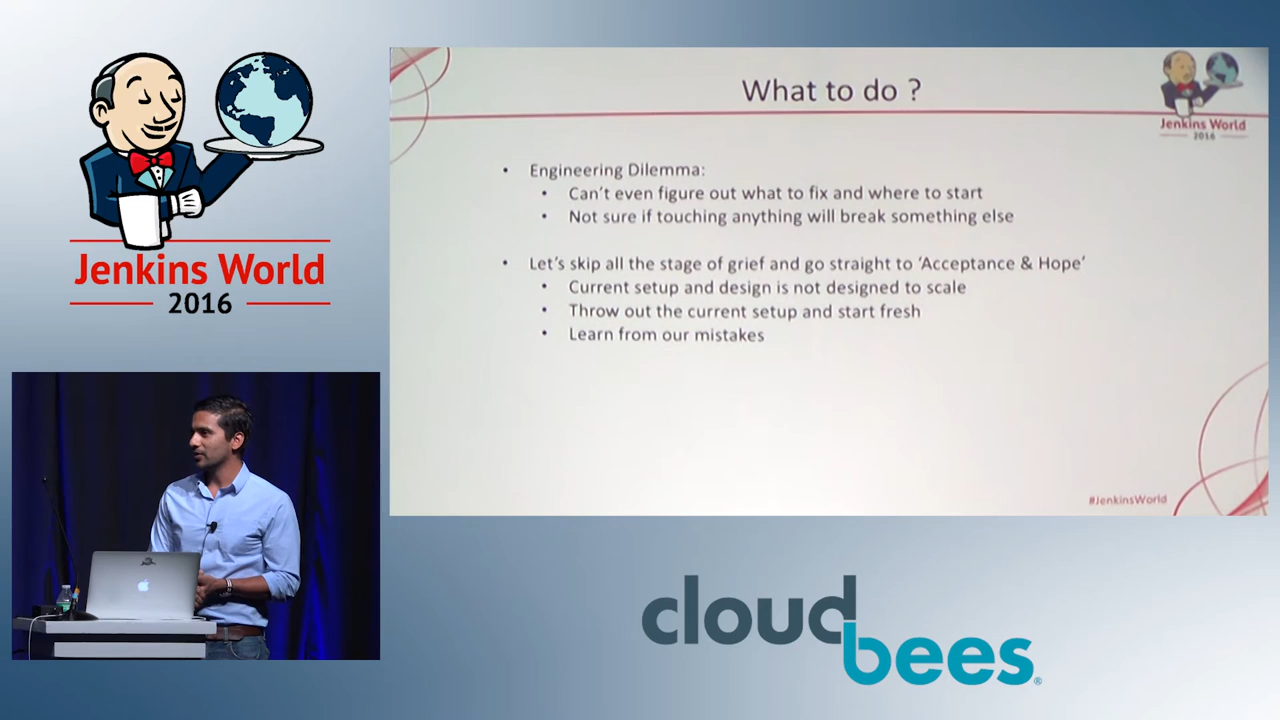 Jenkins World
2016
What to do ?
Jenkins World
2016
• Engineering Dilemma:
• Can't even figure out what to fix and where to start
• Not sure if touching anything will break something else
• Let's skip all the stage of grief and go straight to 'Acceptance & Hope'
• Current setup and design is not designed to scale
• Throw out the current setup and start fresh
• Learn from our mistakes
#JenkinsWorld
cloud
bees®